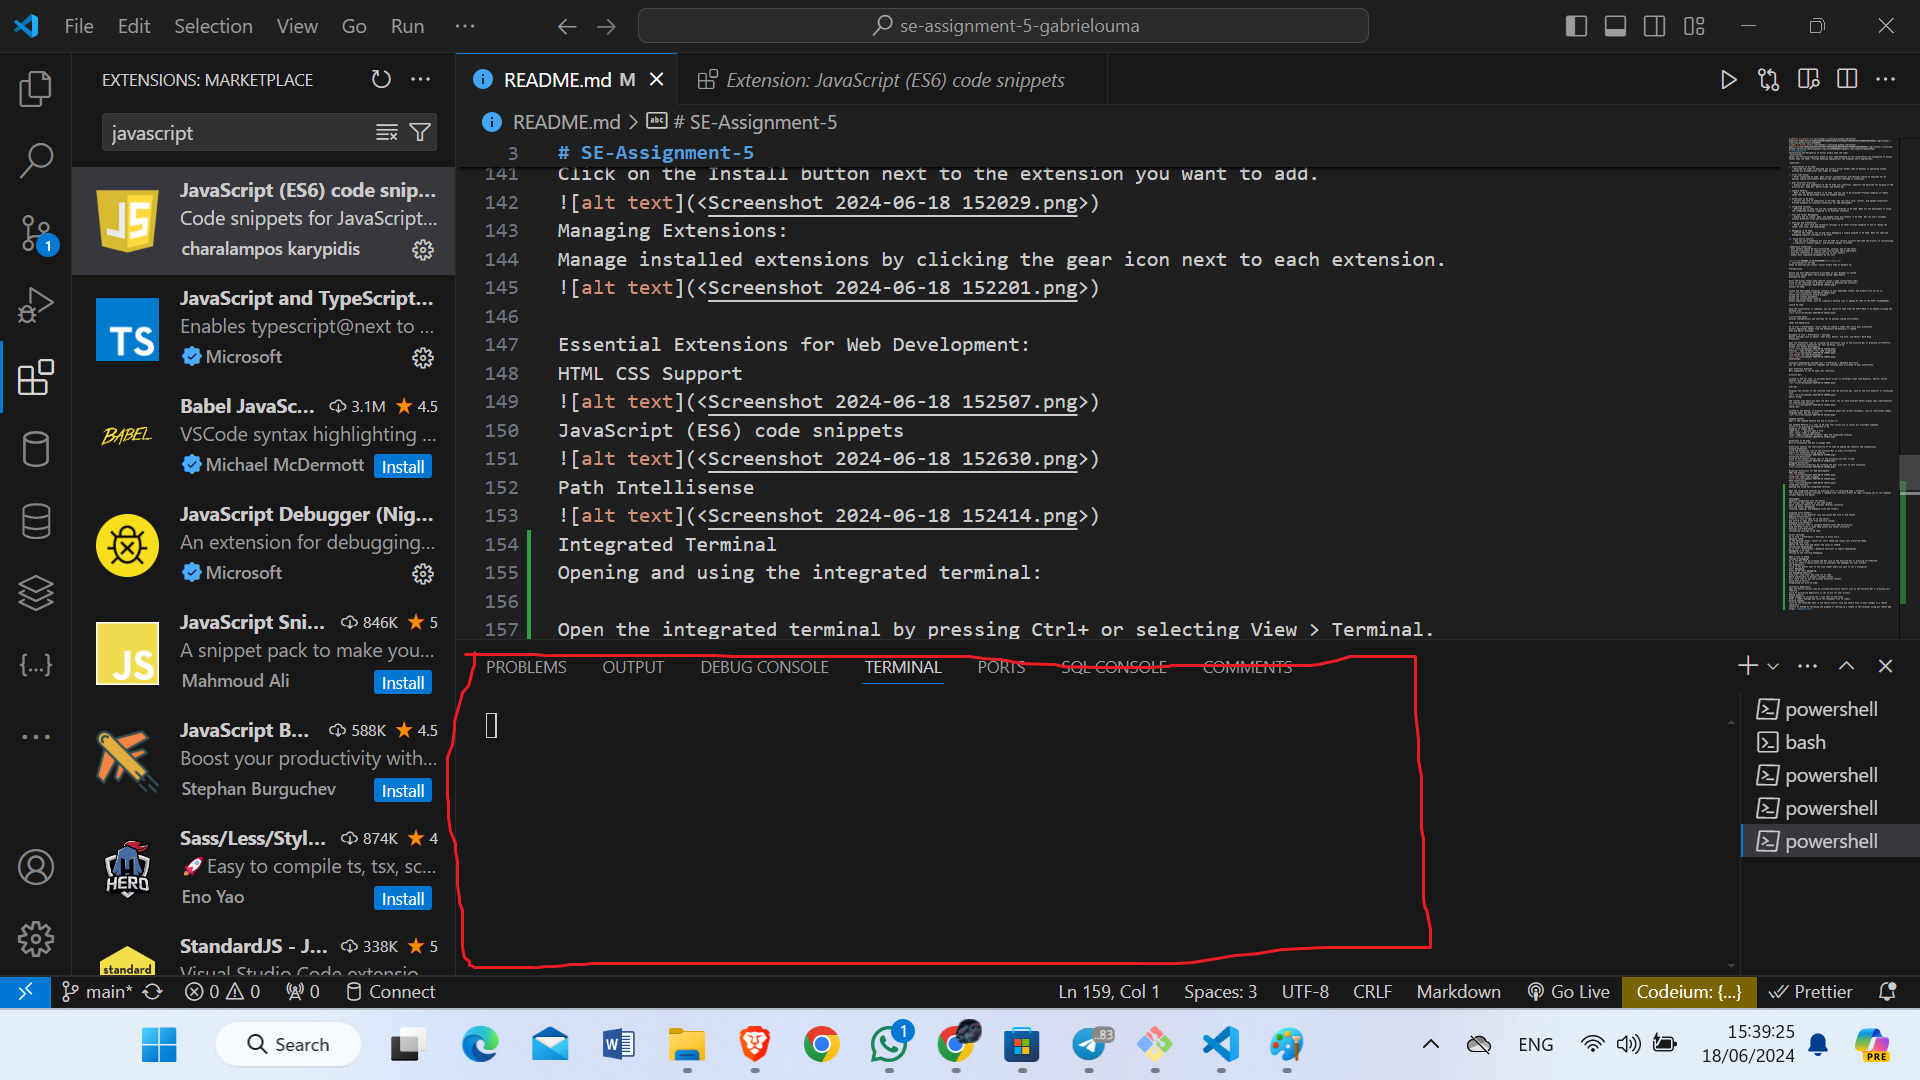 File Edit Selection View Go Run ···
se-assignment-5-gabrielouma
EXTENSIONS: MARKETPLACE
javascript
JS
JavaScript (ES6) code snip...
Code snippets for JavaScript...
charalampos karypidis
TS
JavaScript and TypeScript...
Enables typescript@next to ...
Microsoft
BABEL
Babel JavaSc... 3.1M 4.5
VSCode syntax highlighting ...
Michael McDermott Install
JavaScript Debugger (Nig...
An extension for debugging...
Microsoft
JS
JavaScript Sni... 846K 5
A snippet pack to make you...
Mahmoud Ali Install
JavaScript B... 588K 4.5
Boost your productivity with...
Stephan Burguchev Install
HERO
Sass/Less/Styl... 874K 4
🚀Easy to compile ts, tsx, sc...
Eno Yao Install
standard
StandardJS - J... 338K 5
Visual Studio Code extensio
1
{...}
README.md M
Extension: JavaScript (ES6) code snippets
README.md > abc # SE-Assignment-5
3 # SE-Assignment-5
141 Click on the Install button next to the extension you want to add.
142 ![alt text](<Screenshot 2024-06-18 152029.png>)
143 Managing Extensions:
144 Manage installed extensions by clicking the gear icon next to each extension.
145 ![alt text](<Screenshot 2024-06-18 152201.png>)
146
147 Essential Extensions for Web Development:
148 HTML CSS Support
149 ![alt text](<Screenshot 2024-06-18 152507.png>)
150 JavaScript (ES6) code snippets
151 ![alt text](<Screenshot 2024-06-18 152630.png>)
152 Path Intellisense
153 ![alt text](<Screenshot 2024-06-18 152414.png>)
154 Integrated Terminal
155 Opening and using the integrated terminal:
156
157 Open the integrated terminal by pressing Ctrl+ or selecting View > Terminal.
PROBLEMS OUTPUT DEBUG CONSOLE TERMINAL PORTS SQL CONSOLE COMMENTS
powershell
bash
powershell
powershell
powershell
main* 0 0 0 Connect
Ln 159, Col 1 Spaces: 3 UTF-8 CRLF Markdown Go Live Codeium: {...} Prettier
Search
1
83
ENG
15:39:25
18/06/2024
PRE